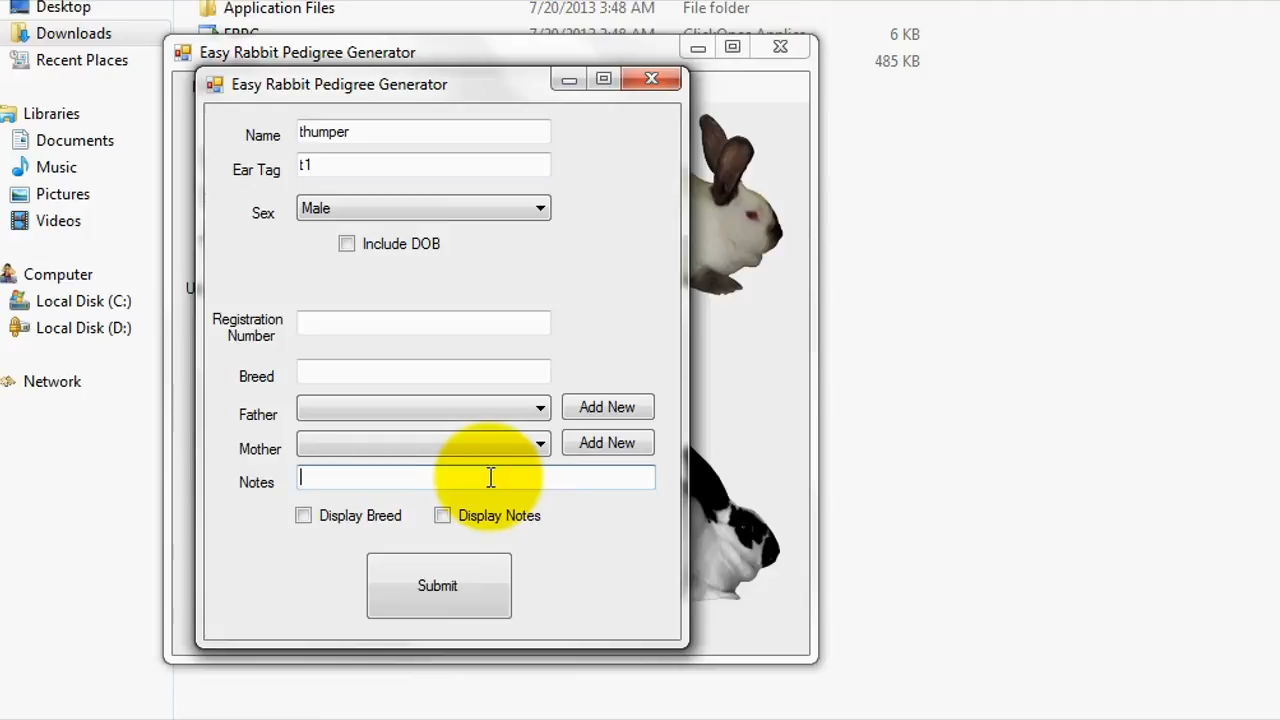 Desktop
Application Files 7/20/2013 3:48 AM File folder
Downloads
6 KB
Recent Places
485 KB
Easy Rabbit Pedigree Generator
Easy Rabbit Pedigree Generator
Libraries
Documents
Music
Pictures
Videos
Computer
Local Disk (C:)
Local Disk (D:)
Network
Name thumper
Ear Tag t1
Sex Male
Include DOB
Registration
Number
Breed
Father Add New
Mother Add New
Notes
Display Breed Display Notes
Submit